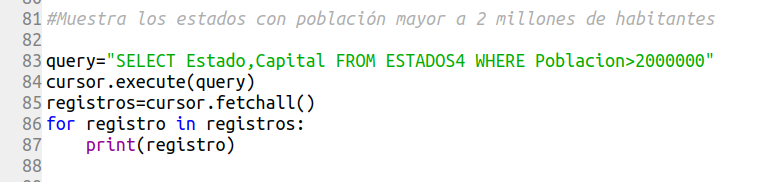 81 #Muestra los estados con población mayor a 2 millones de habitantes
82
83 query="SELECT Estado,Capital FROM ESTADOS4 WHERE Poblacion>2000000"
84 cursor.execute(query)
85 registros=cursor.fetchall()
86 for registro in registros:
87     print(registro)
88